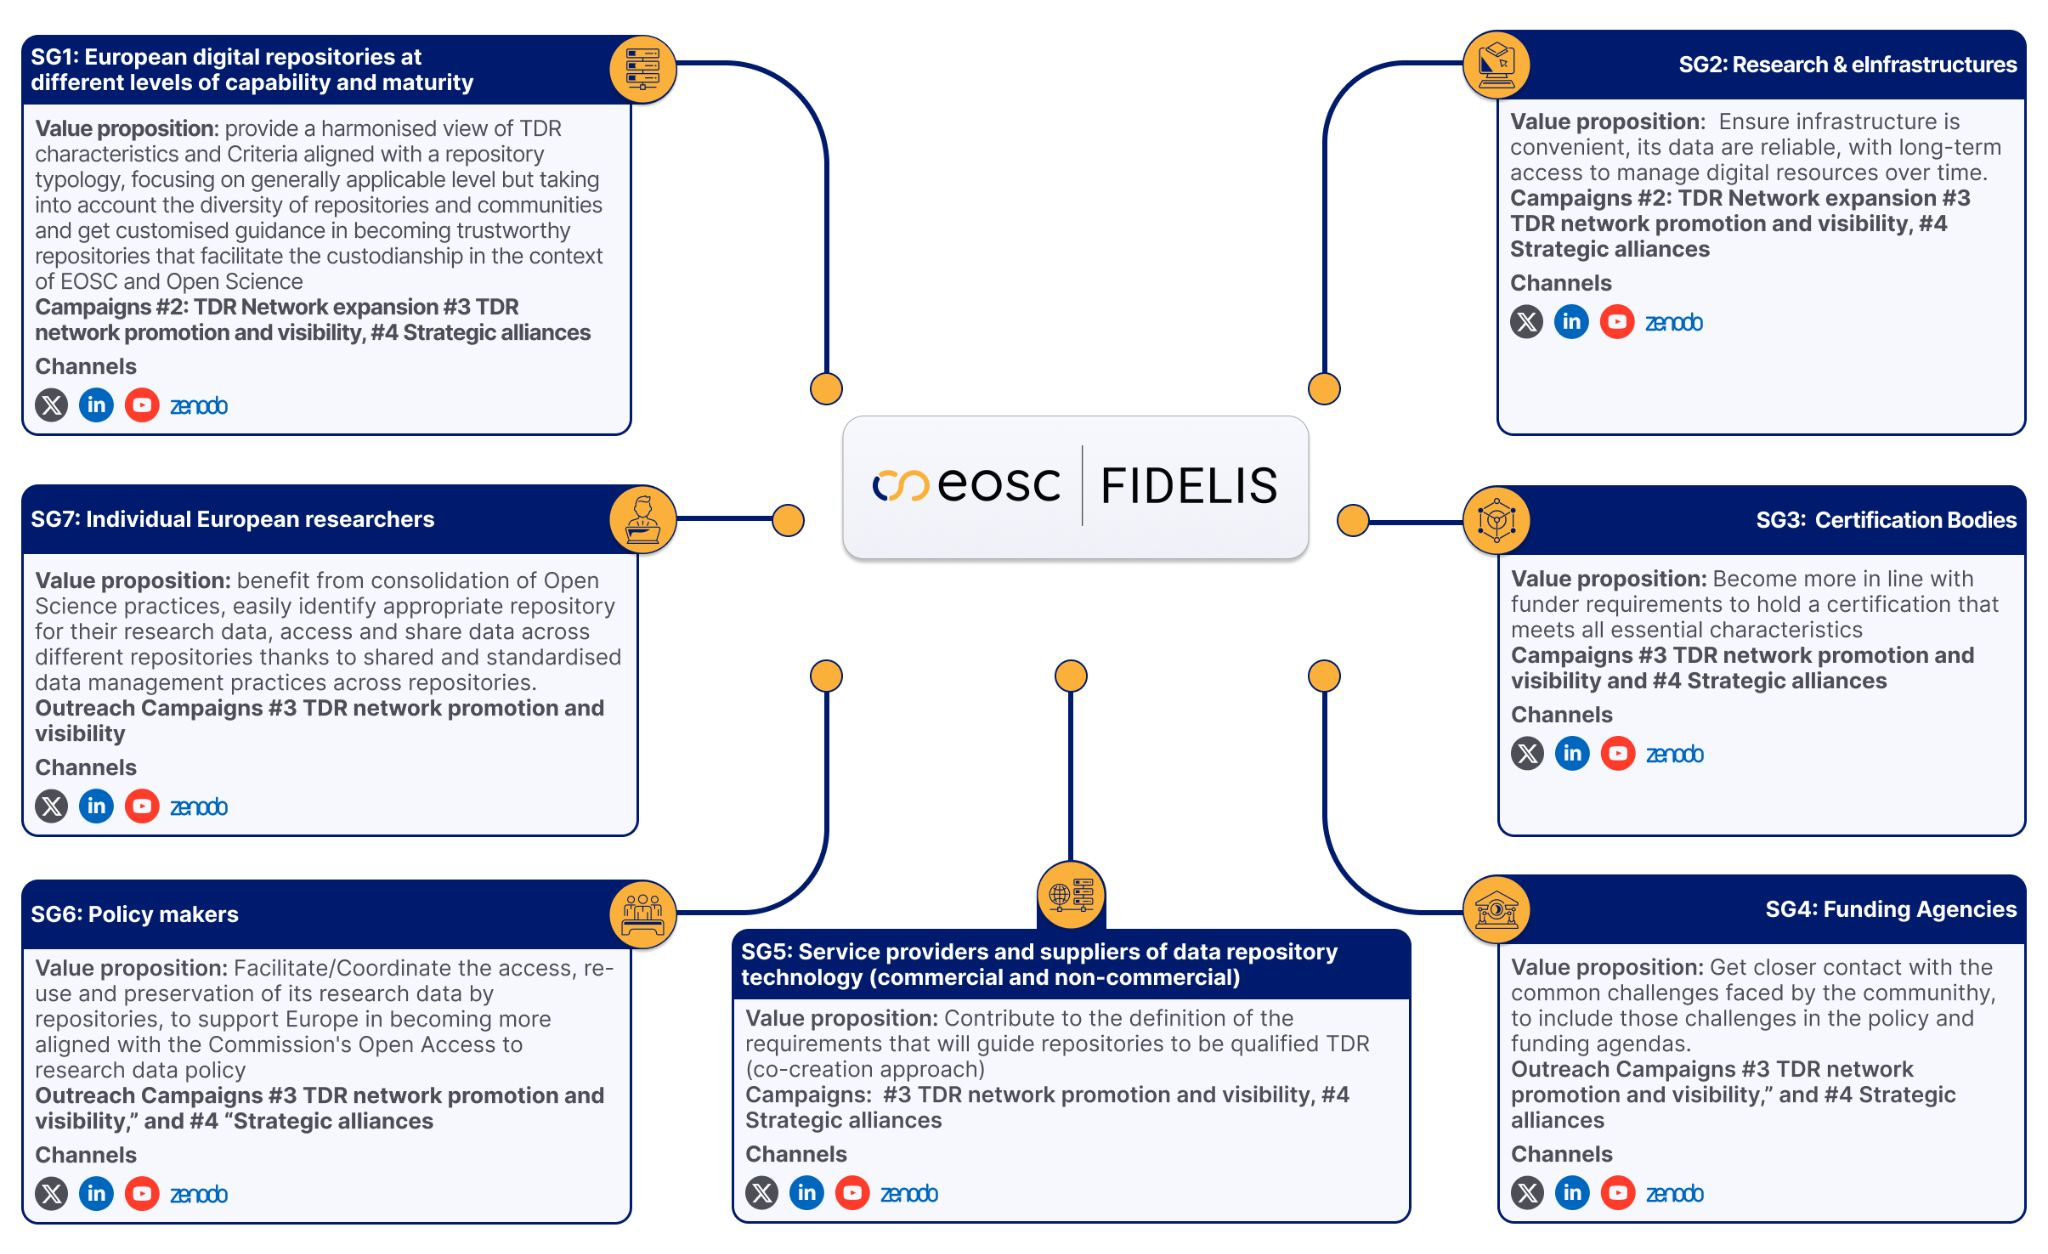 SG1: European digital repositories at
different levels of capability and maturity
Value proposition: provide a harmonised view of TDR
characteristics and Criteria aligned with a repository
typology, focusing on generally applicable level but taking
into account the diversity of repositories and communities
and get customised guidance in becoming trustworthy
repositories that facilitate the custodianship in the context
of EOSC and Open Science
Campaigns #2: TDR Network expansion #3 TDR
network promotion and visibility, #4 Strategic alliances
Channels
X in zenodo
SG2: Research & eInfrastructures
Value proposition:  Ensure infrastructure is
convenient, its data are reliable, with long-term
access to manage digital resources over time.
Campaigns #2: TDR Network expansion #3
TDR network promotion and visibility, #4
Strategic alliances
Channels
X in zenodo
eosc | FIDELIS
SG7: Individual European researchers
Value proposition: benefit from consolidation of Open
Science practices, easily identify appropriate repository
for their research data, access and share data across
different repositories thanks to shared and standardised
data management practices across repositories.
Outreach Campaigns #3 TDR network promotion and
visibility
Channels
X in zenodo
SG3:  Certification Bodies
Value proposition: Become more in line with
funder requirements to hold a certification that
meets all essential characteristics
Campaigns #3 TDR network promotion and
visibility and #4 Strategic alliances
Channels
X in zenodo
SG6: Policy makers
Value proposition: Facilitate/Coordinate the access, re-
use and preservation of its research data by
repositories, to support Europe in becoming more
aligned with the Commission's Open Access to
research data policy
Outreach Campaigns #3 TDR network promotion and
visibility,” and #4 “Strategic alliances
Channels
X in zenodo
SG5: Service providers and suppliers of data repository
technology (commercial and non-commercial)
Value proposition: Contribute to the definition of the
requirements that will guide repositories to be qualified TDR
(co-creation approach)
Campaigns:  #3 TDR network promotion and visibility, #4
Strategic alliances
Channels
X in zenodo
SG4: Funding Agencies
Value proposition: Get closer contact with the
common challenges faced by the communithy,
to include those challenges in the policy and
funding agendas.
Outreach Campaigns #3 TDR network
promotion and visibility,” and #4 Strategic
alliances
Channels
X in zenodo